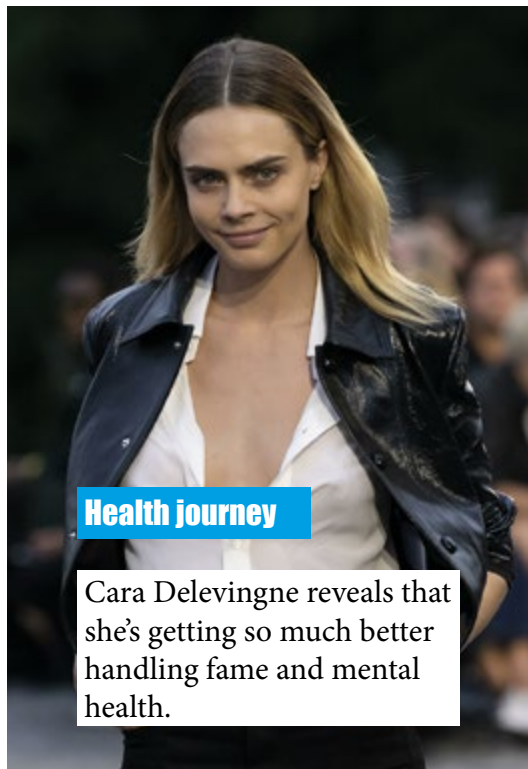 Health journey
Cara Delevingne reveals that
she’s getting so much better
handling fame and mental
health.